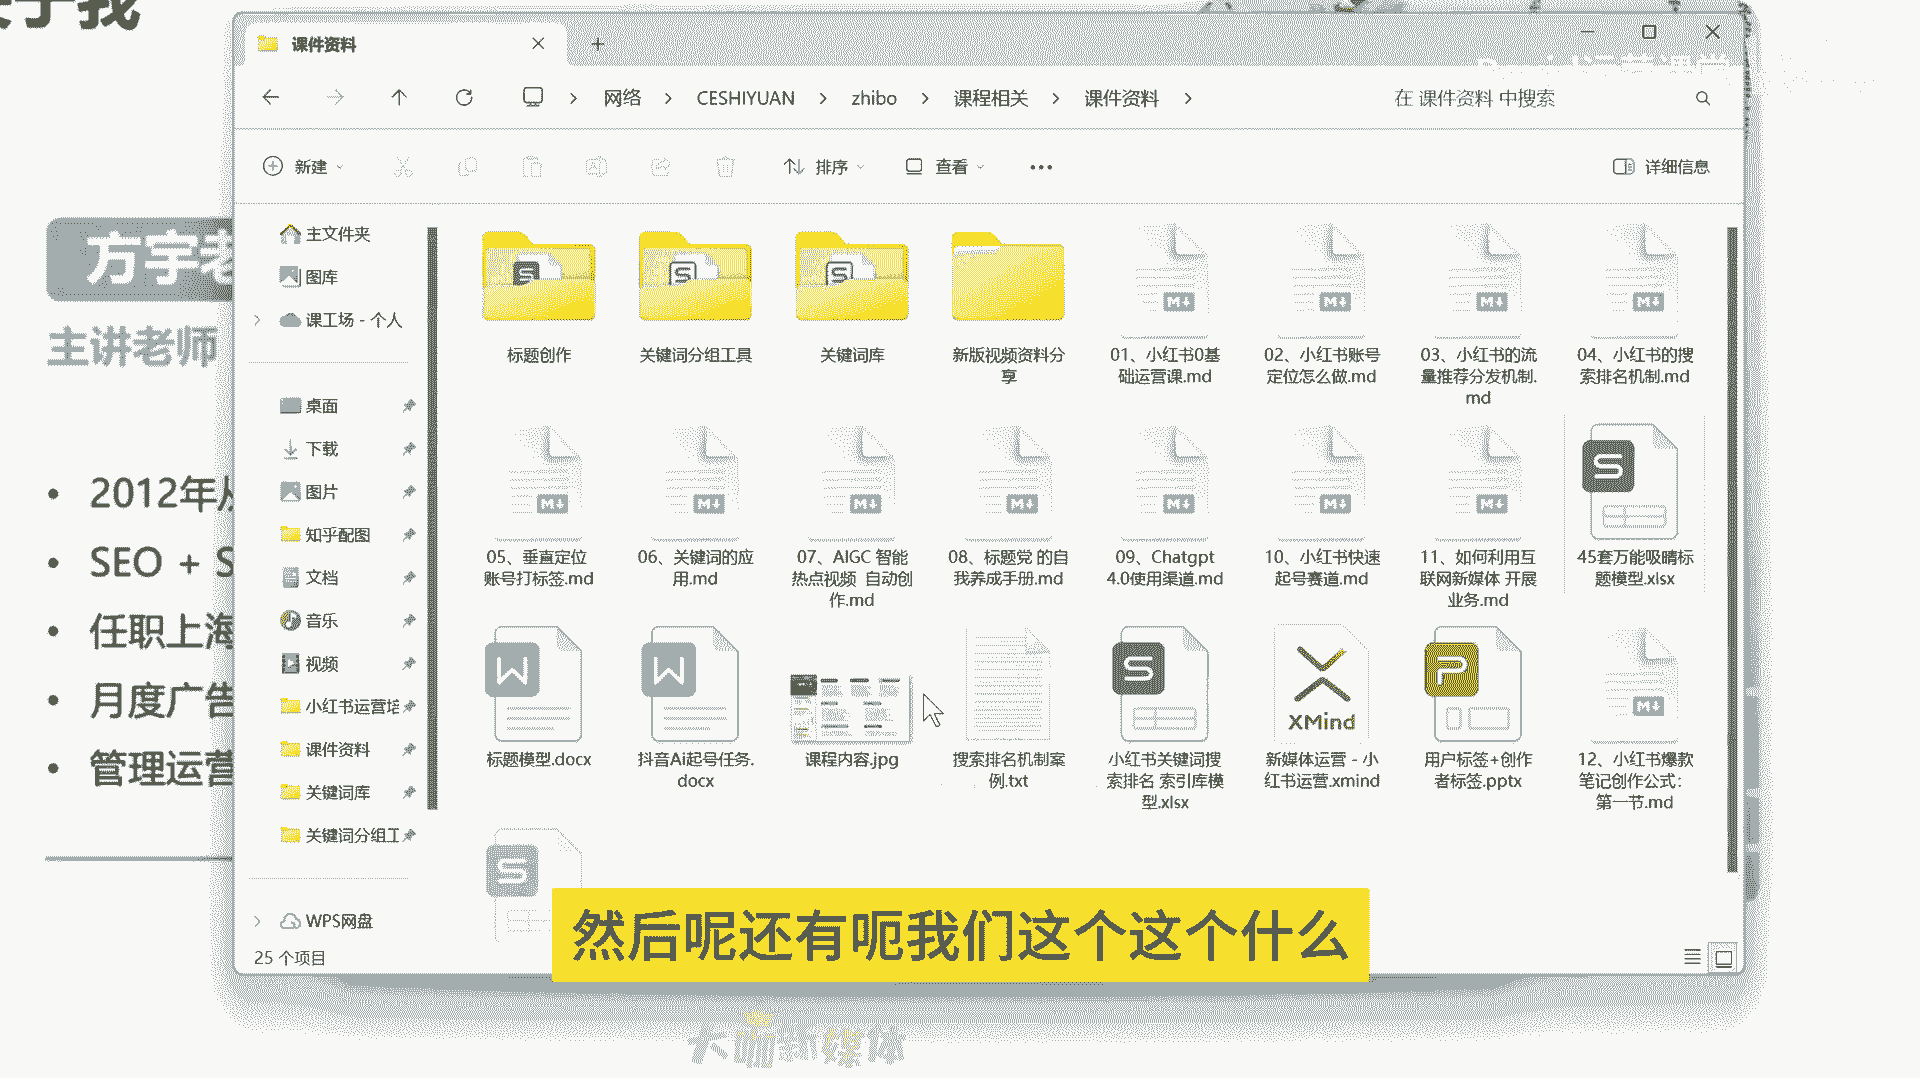 课件资料
网络
CESHIYUAN
zhibo
课程相关
课件资料
在 课件资料 中搜索
新建
排序
查看
详细信息
方宇老
主讲老师
2012年从
SEO + S
任职上海
月度广告
管理运营
主文件夹
图库
课工场 - 个人
桌面
下载
图片
知乎配图
文档
音乐
视频
小红书运营培
课件资料
关键词库
关键词分组工
WPS网盘
25 个项目
标题创作
关键词分组工具
关键词库
新版视频资料分
享
01、小红书0基
础运营课.md
02、小红书账号
定位怎么做.md
03、小红书的流
量推荐分发机制.
md
04、小红书的搜
索排名机制.md
05、垂直定位
账号打标签.md
06、关键词的应
用.md
07、AIGC 智能
热点视频 自动创
作.md
08、标题党 的自
我养成手册.md
09、Chatgpt
4.0使用渠道.md
10、小红书快速
起号赛道.md
11、如何利用互
联网新媒体 开展
业务.md
45套万能吸睛标
题模型.xlsx
标题模型.docx
抖音Ai起号任务.
docx
课程内容.jpg
搜索排名机制案
例.txt
小红书关键词搜
索排名 索引库模
型.xlsx
XMind
新媒体运营 - 小
红书运营.xmind
用户标签+创作
者标签.pptx
12、小红书爆款
笔记创作公式：
第一节.md
然后呢还有呃我们这个这个什么
大咖新媒体